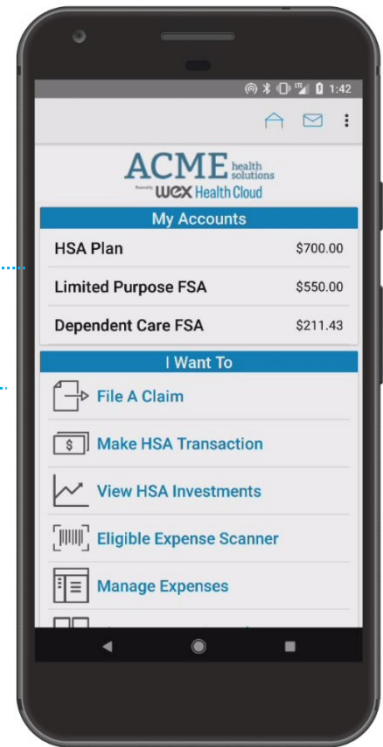 1:42
ACME health solutions
Powered by wex Health Cloud
My Accounts
HSA Plan $700.00
Limited Purpose FSA $550.00
Dependent Care FSA $211.43
I Want To
File A Claim
$ Make HSA Transaction
View HSA Investments
Eligible Expense Scanner
Manage Expenses